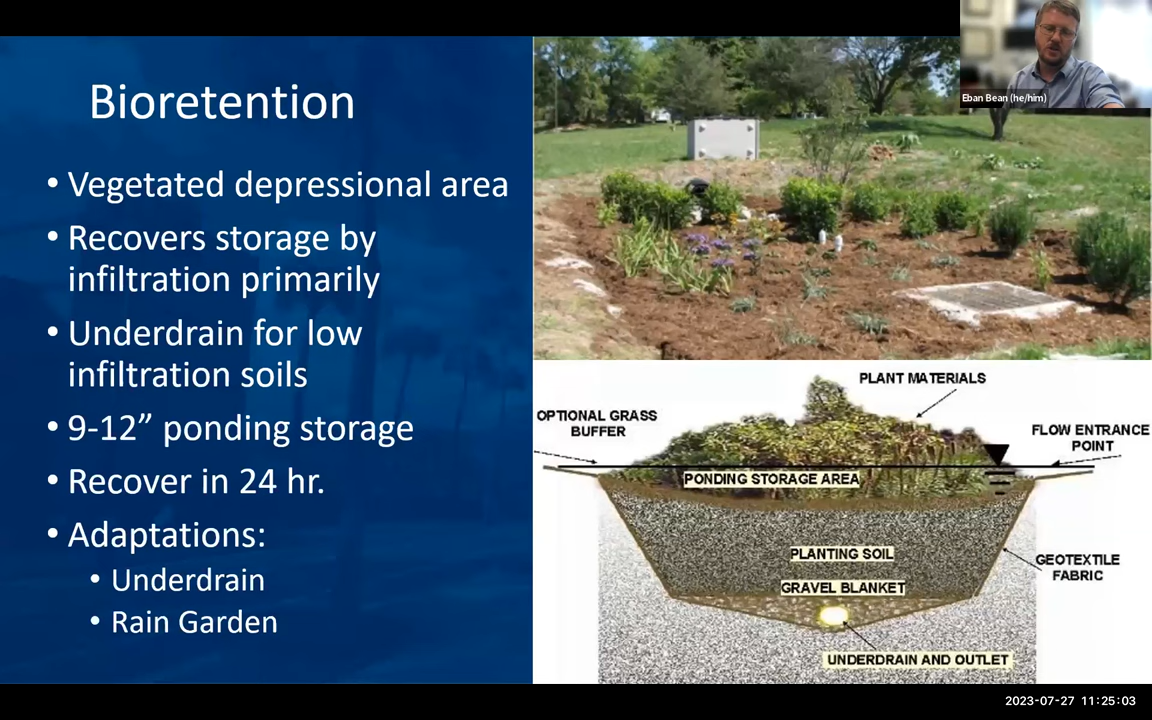 Bioretention
• Vegetated depressional area
• Recovers storage by
infiltration primarily
• Underdrain for low
infiltration soils
• 9-12” ponding storage
• Recover in 24 hr.
• Adaptations:
• Underdrain
• Rain Garden
Eban Bean (he/him)
PLANT MATERIALS
OPTIONAL GRASS
BUFFER
FLOW ENTRANCE
POINT
PONDING STORAGE AREA
PLANTING SOIL
GEOTEXTILE
FABRIC
GRAVEL BLANKET
UNDERDRAIN AND OUTLET
2023-07-27 11:25:03